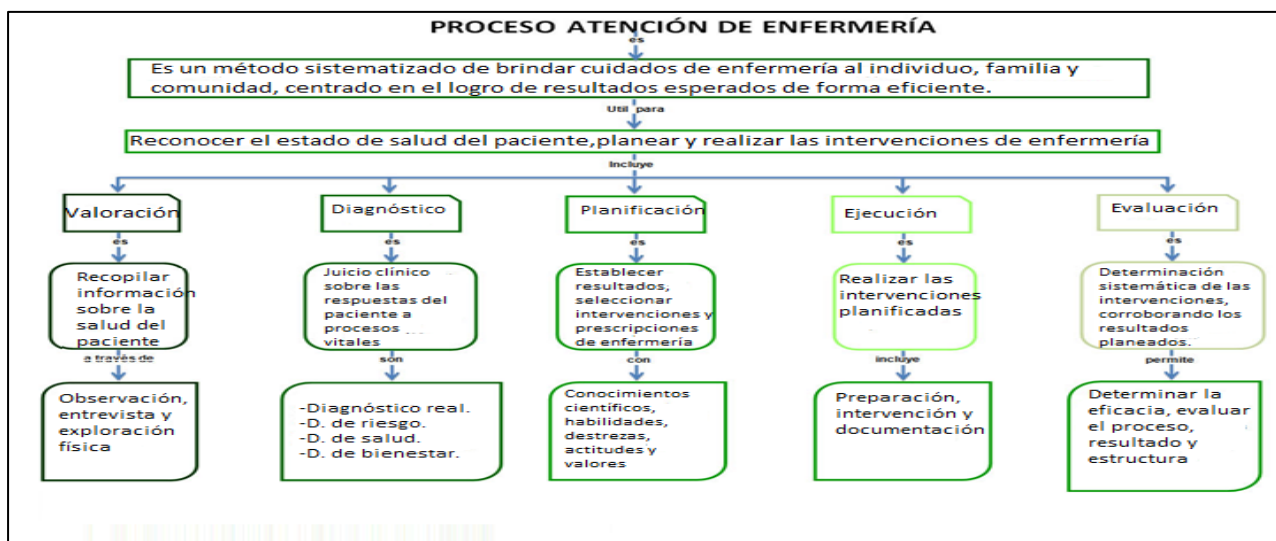 PROCESO ATENCIÓN DE ENFERMERÍA
es
Es un método sistematizado de brindar cuidados de enfermería al individuo, familia y
comunidad, centrado en el logro de resultados esperados de forma eficiente.
Util para
Reconocer el estado de salud del paciente,planear y realizar las intervenciones de enfermería
Incluye
Valoración
es
Recopilar
información
sobre la
salud del
paciente
a través de
Observación,
entrevista y
exploración
física
Diagnóstico
es
Juicio clínico
sobre las
respuestas del
paciente a
procesos
vitales
son
-Diagnóstico real.
-D. de riesgo.
-D. de salud.
-D. de bienestar.
Planificación
es
Establecer
resultados,
seleccionar
intervenciones y
prescripciones
de enfermería
con
Conocimientos
científicos,
habilidades,
destrezas,
actitudes y
valores
Ejecución
es
Realizar las
intervenciones
planificadas
incluye
Preparación,
intervención y
documentación
Evaluación
es
Determinación
sistemática de las
intervenciones,
corroborando los
resultados
planeados.
permite
Determinar la
eficacia, evaluar
el proceso,
resultado y
estructura